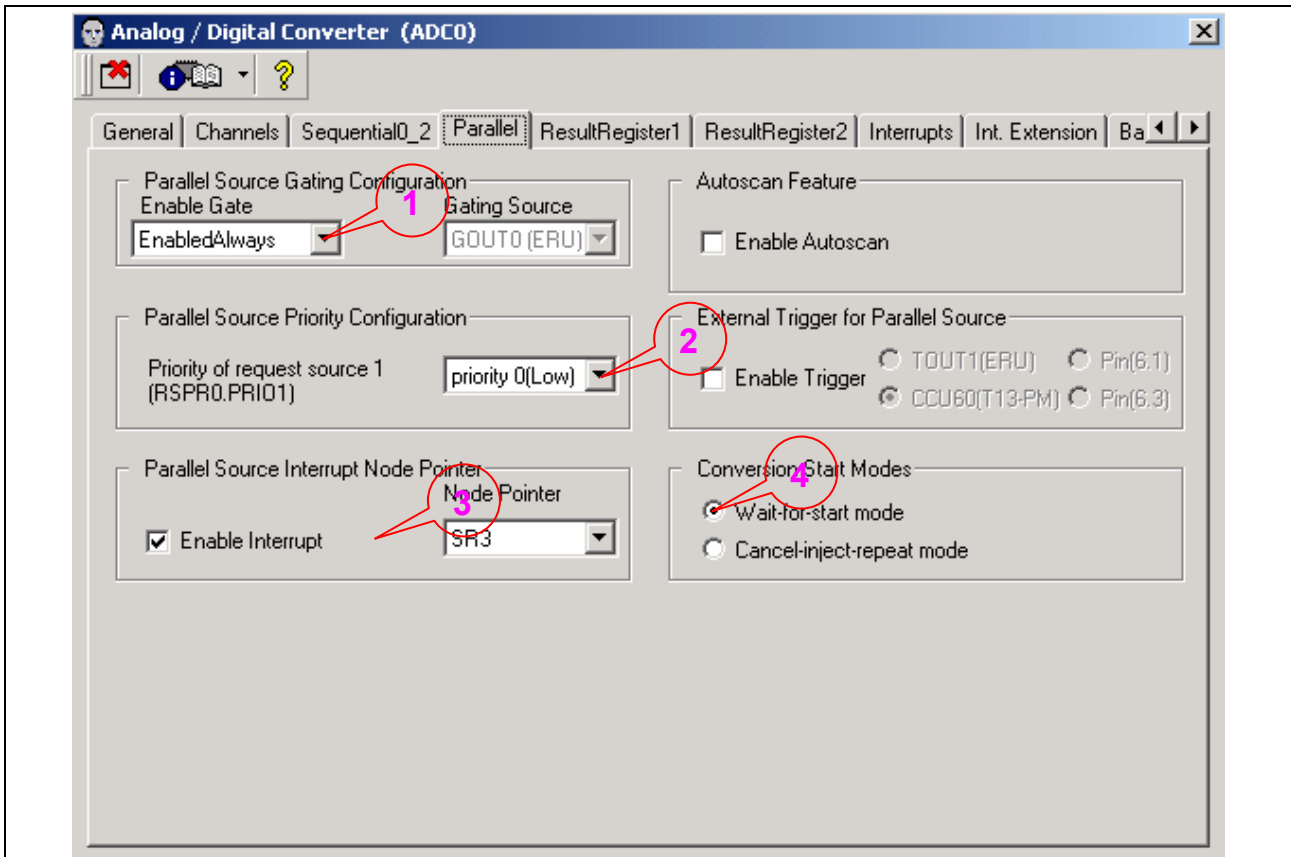 Analog / Digital Converter (ADC0)
General
Channels
Sequential0_2
Parallel
ResultRegister1
ResultRegister2
Interrupts
Int. Extension
Ba
Parallel Source Gating Configuration
Enable Gate
Gating Source
EnabledAlways
GOUT0 (ERU)
1
Autoscan Feature
Enable Autoscan
Parallel Source Priority Configuration
Priority of request source 1
(RSPR0.PRIO1)
priority 0(Low)
2
External Trigger for Parallel Source
Enable Trigger
TOUT1(ERU)
Pin(6.1)
CCU60(T13-PM)
Pin(6.3)
Parallel Source Interrupt Node Pointer
Node Pointer
Enable Interrupt
SR3
3
Conversion Start Modes
4
Wait-for-start mode
Cancel-inject-repeat mode